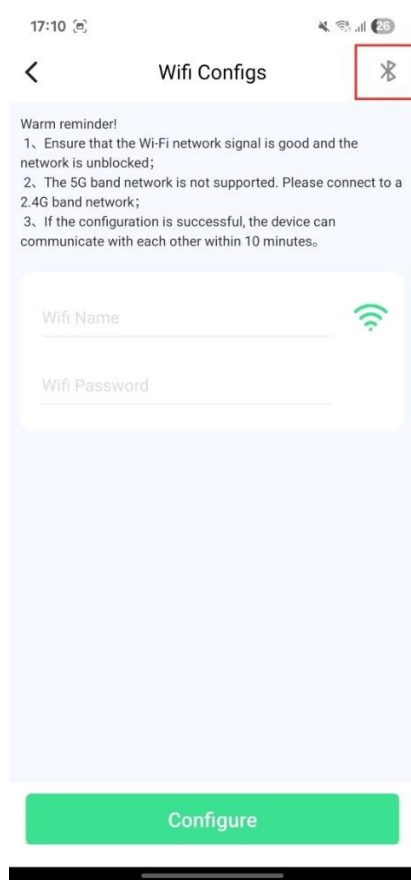 17:10
26
Wifi Configs
Warm reminder!
1、Ensure that the Wi-Fi network signal is good and the
network is unblocked;
2、The 5G band network is not supported. Please connect to a
2.4G band network;
3、If the configuration is successful, the device can
communicate with each other within 10 minutes。
Wifi Name
Wifi Password
Configure